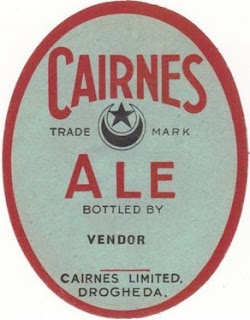 CAIRNES
TRADE MARK
ALE
BOTTLED BY
VENDOR
CAIRNES LIMITED,
DROGHEDA.